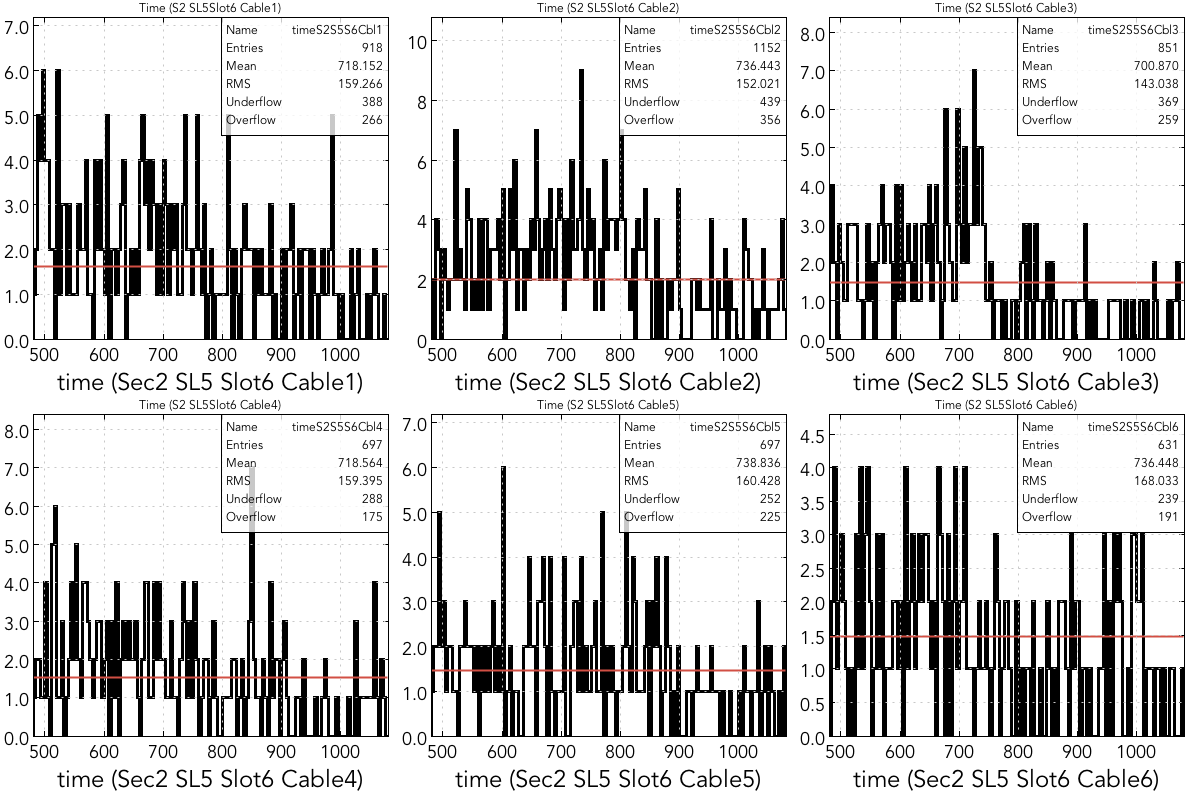 Time (S2 SL5Slot6 Cable1)
7.0
6.0
5.0
4.0
3.0
2.0
1.0
0.0
500 600 700 800 900 1000
Name timeS2S5S6Cbl1
Entries 918
Mean 718.152
RMS 159.266
Underflow 388
Overflow 266
time (Sec2 SL5 Slot6 Cable1)
Time (S2 SL5Slot6 Cable2)
10
8
6
4
2
0
500 600 700 800 900 1000
Name timeS2S5S6Cbl2
Entries 1152
Mean 736.443
RMS 152.021
Underflow 439
Overflow 356
time (Sec2 SL5 Slot6 Cable2)
Time (S2 SL5Slot6 Cable3)
8.0
7.0
6.0
5.0
4.0
3.0
2.0
1.0
0.0
500 600 700 800 900 1000
Name timeS2S5S6Cbl3
Entries 851
Mean 700.870
RMS 143.038
Underflow 369
Overflow 259
time (Sec2 SL5 Slot6 Cable3)
Time (S2 SL5Slot6 Cable4)
8.0
7.0
6.0
5.0
4.0
3.0
2.0
1.0
0.0
500 600 700 800 900 1000
Name timeS2S5S6Cbl4
Entries 697
Mean 718.564
RMS 159.395
Underflow 288
Overflow 175
time (Sec2 SL5 Slot6 Cable4)
Time (S2 SL5Slot6 Cable5)
7.0
6.0
5.0
4.0
3.0
2.0
1.0
0.0
500 600 700 800 900 1000
Name timeS2S5S6Cbl5
Entries 697
Mean 738.836
RMS 160.428
Underflow 252
Overflow 225
time (Sec2 SL5 Slot6 Cable5)
Time (S2 SL5Slot6 Cable6)
4.5
4.0
3.5
3.0
2.5
2.0
1.5
1.0
0.5
0.0
500 600 700 800 900 1000
Name timeS2S5S6Cbl6
Entries 631
Mean 736.448
RMS 168.033
Underflow 239
Overflow 191
time (Sec2 SL5 Slot6 Cable6)